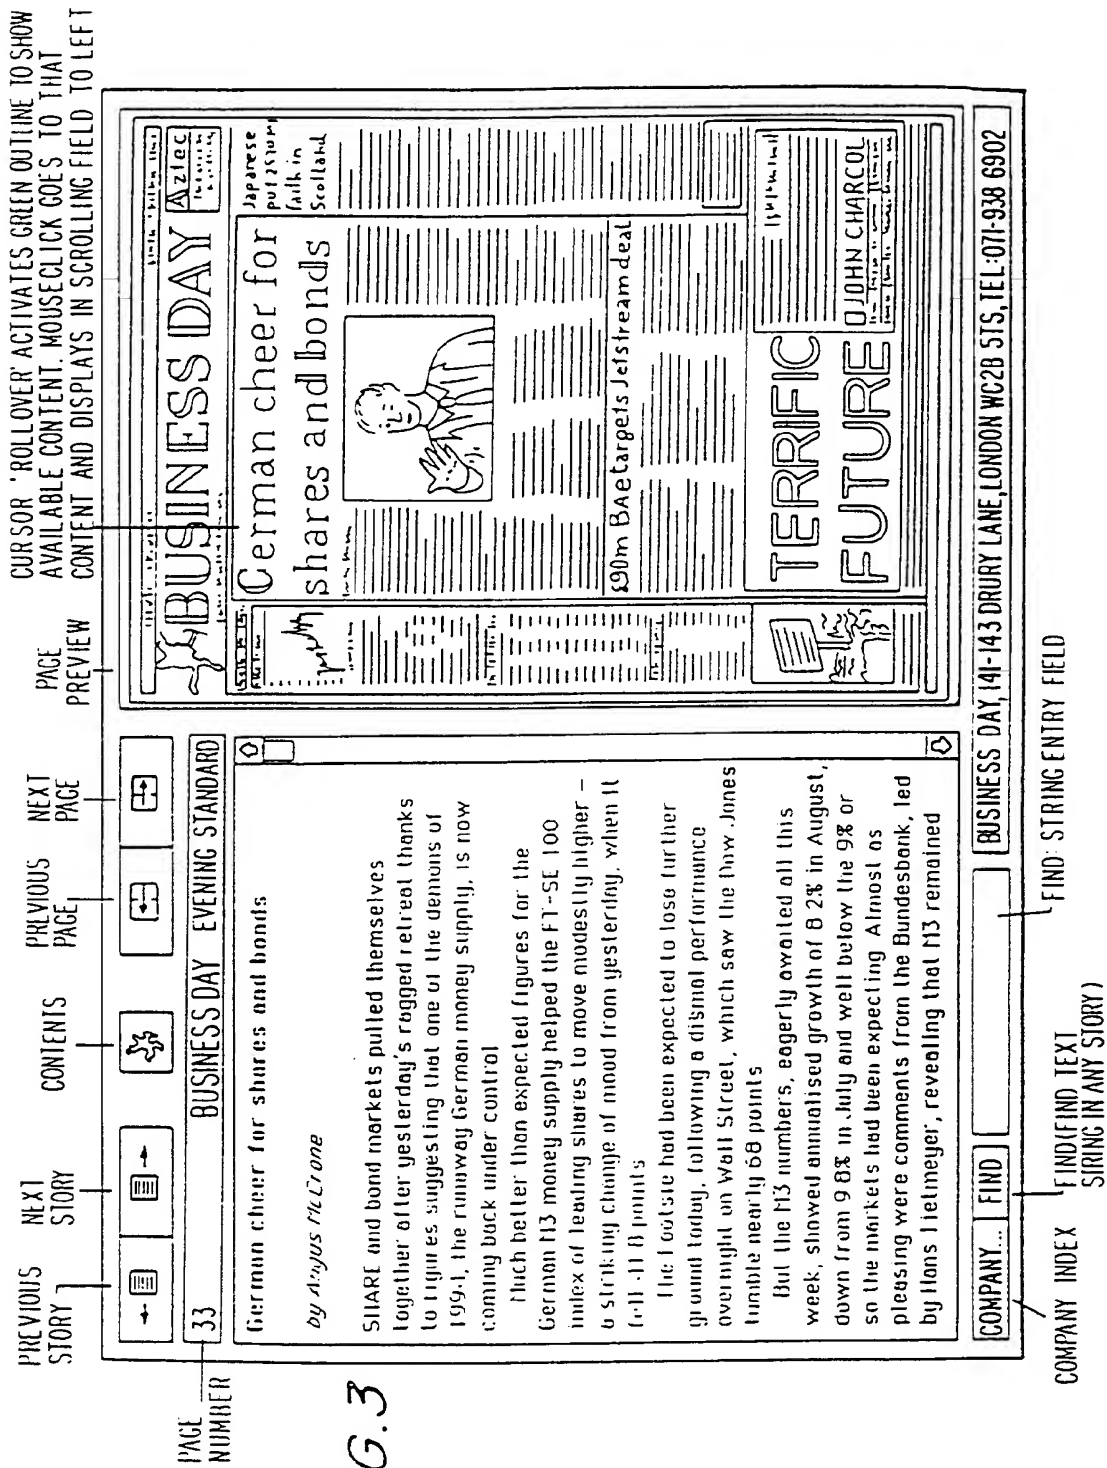 CURSOR 'ROLLOVER' ACTIVATES GREEN OUTLINE TO SHOW
AVAILABLE CONTENT. MOUSECLICK GOES TO THAT
CONTENT AND DISPLAYS IN SCROLLING FIELD TO LEFT
PREVIOUS
STORY
NEXT
STORY
CONTENTS
PREVIOUS
PAGE
NEXT
PAGE
PAGE
PREVIEW
PAGE
NUMBER
33 BUSINESS DAY EVENING STANDARD
German cheer for shares and bonds
by Angus McCrone
SHARE and bond markets pulled themselves
together after yesterday's ragged retreat thanks
to figures suggesting that one of the demons of
1994, the runaway German money supply, is now
coming back under control
Much better than expected figures for the
German M3 money supply helped the FT-SE 100
index of leading shares to move modestly higher –
a striking change of mood from yesterday, when it
fell 41 8 points
The Footsie had been expected to lose further
ground today, following a dismal performance
overnight on Wall Street, which saw the Dow Jones
tumble nearly 68 points
But the M3 numbers, eagerly awaited all this
week, showed annualised growth of 8 2% in August,
down from 9 8% in July and well below the 9% or
so the markets had been expecting Almost as
pleasing were comments from the Bundesbank, led
by Hans Tietmeyer, revealing that M3 remained
BUSINESS DAY
Aztec
German cheer for
shares and bonds
Japanese
put £570m
faith in
Scotland
£90m BAe targets Jetstream deal
TERRIFIC
FUTURE
JOHN CHARCOL
COMPANY... FIND BUSINESS DAY, 141-143 DRURY LANE, LONDON WC2B 5TS, TEL:071-938 6902
COMPANY INDEX
FIND (FIND TEXT
STRING IN ANY STORY)
FIND: STRING ENTRY FIELD
G.3